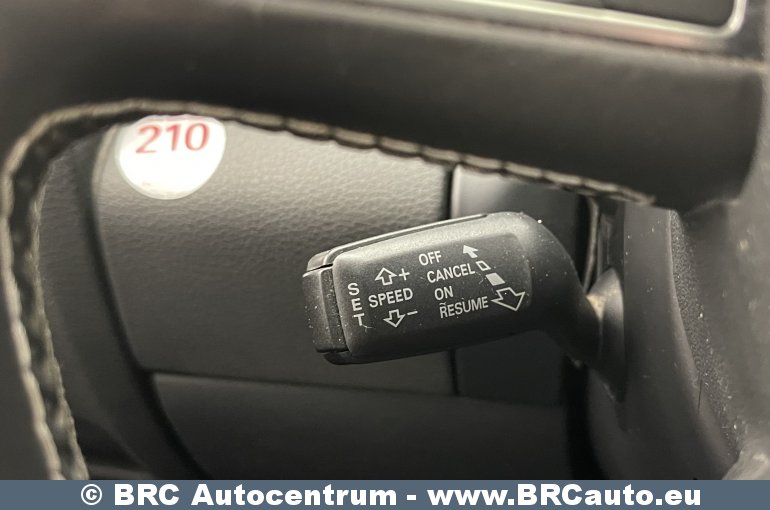 210
SET
+
SPEED
−
OFF
CANCEL
ON
RESUME
© BRC Autocentrum - www.BRCauto.eu